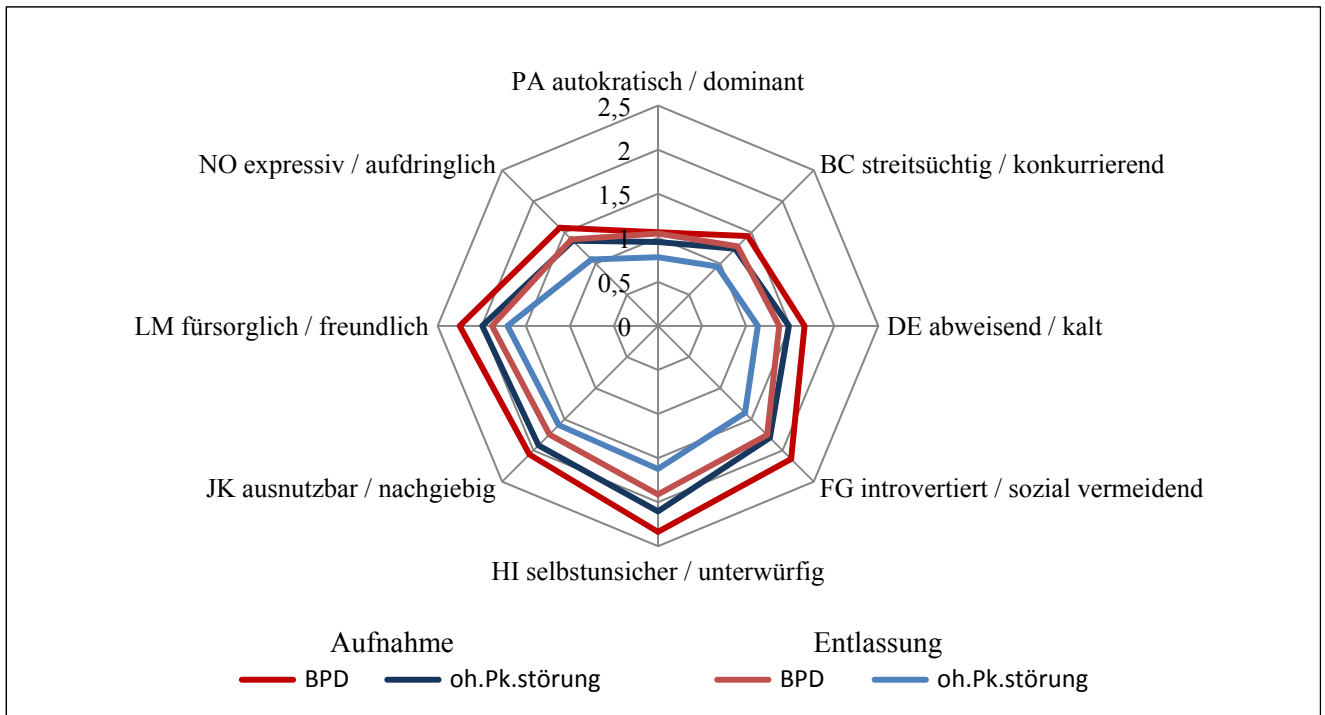 PA autokratisch / dominant
2,5
NO expressiv / aufdringlich
2
BC streitsüchtig / konkurrierend
1,5
1
0,5
LM fürsorglich / freundlich
0
DE abweisend / kalt
JK ausnutzbar / nachgiebig
FG introvertiert / sozial vermeidend
HI selbstunsicher / unterwürfig
Aufnahme
Entlassung
BPD
oh.Pk.störung
BPD
oh.Pk.störung